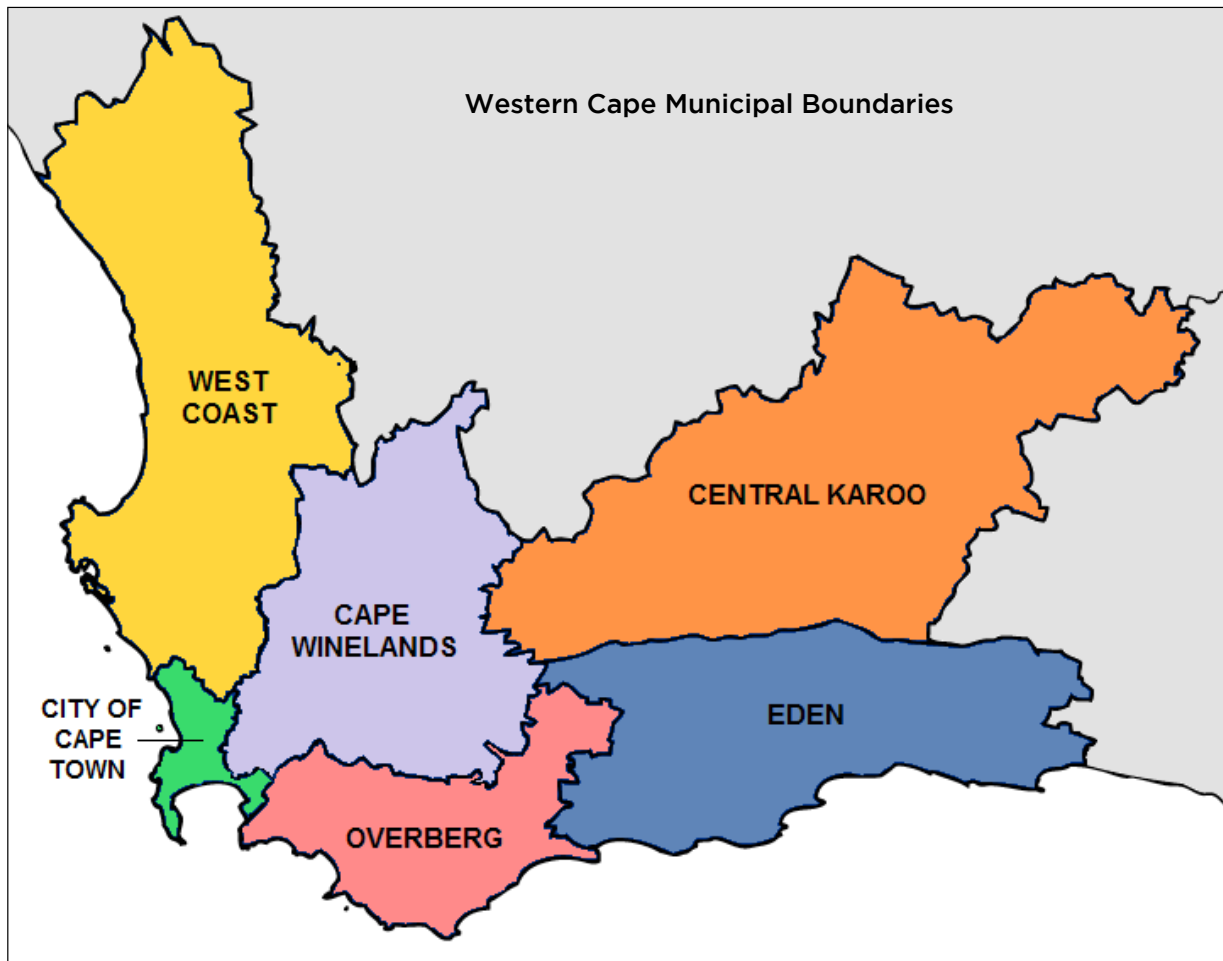 Western Cape Municipal Boundaries
WEST
COAST
CENTRAL KAROO
CAPE
WINELANDS
CITY OF
CAPE
TOWN
EDEN
OVERBERG